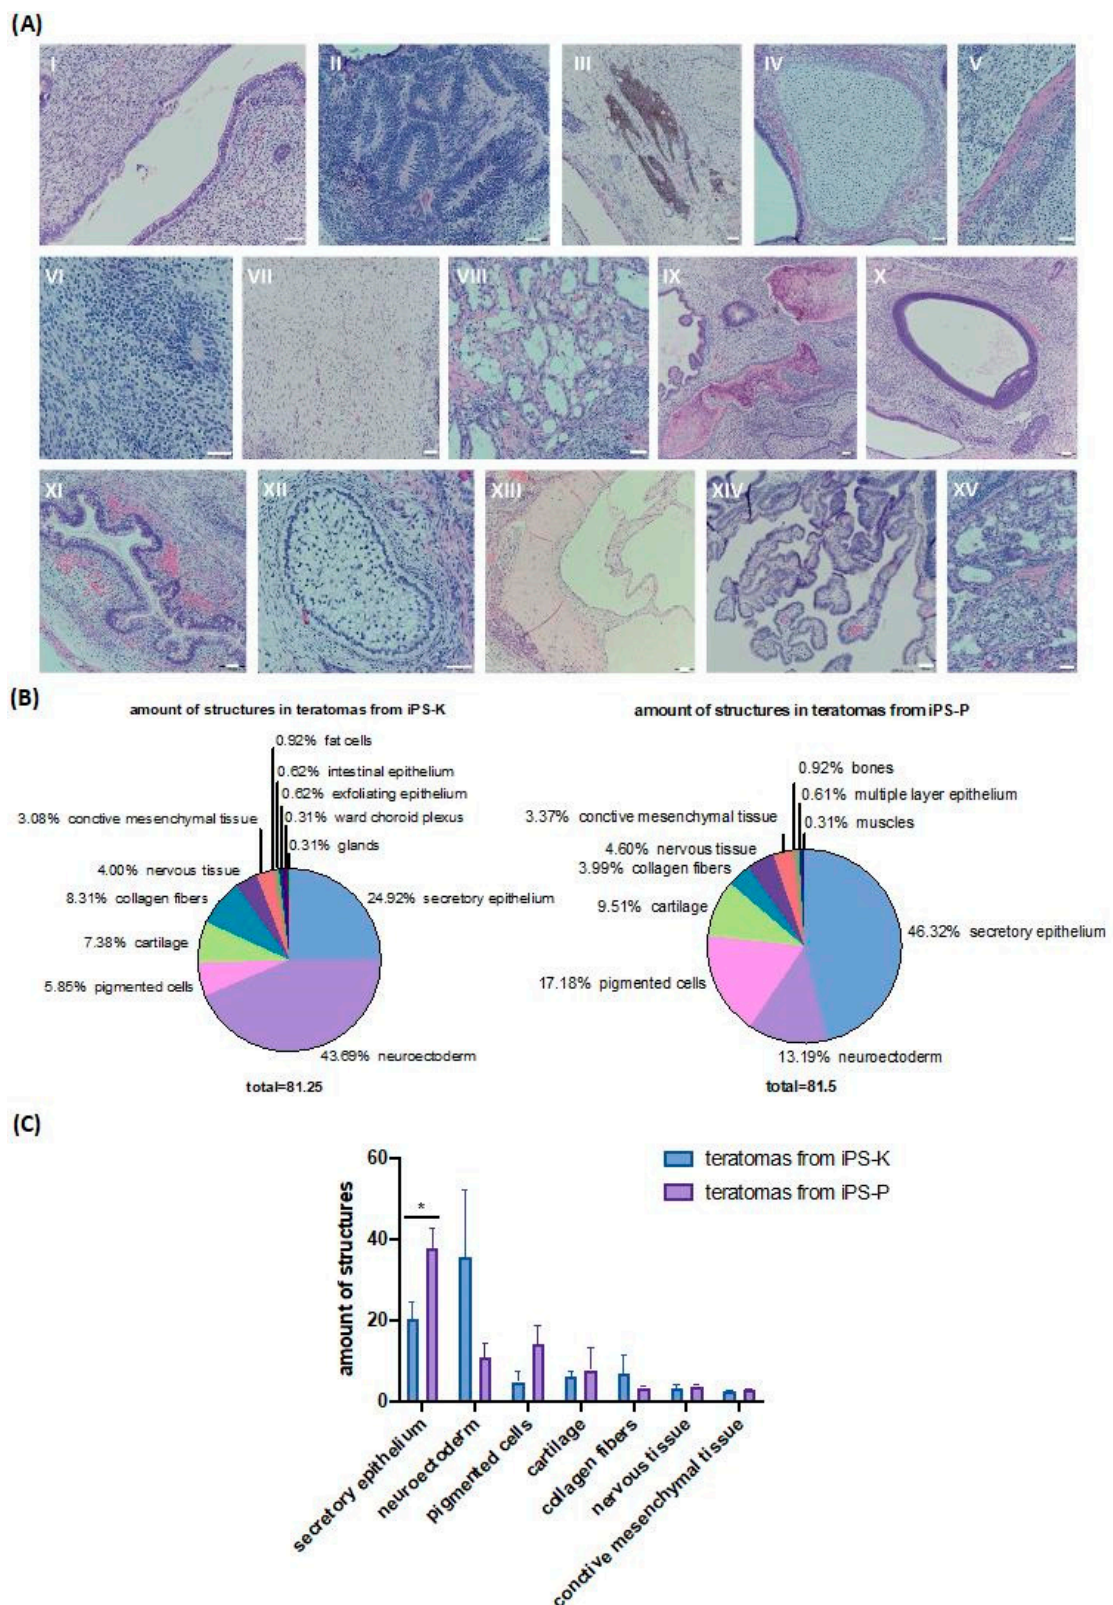 (A)
I
II
III
IV
V
VI
VII
VIII
IX
X
XI
XII
XIII
XIV
XV
(B)
amount of structures in teratomas from iPS-K
0.92% fat cells
0.62% intestinal epithelium
0.62% exfoliating epithelium
3.08% conctive mesenchymal tissue
0.31% ward choroid plexus
0.31% glands
4.00% nervous tissue
8.31% collagen fibers
24.92% secretory epithelium
7.38% cartilage
5.85% pigmented cells
43.69% neuroectoderm
total=81.25
amount of structures in teratomas from iPS-P
0.92% bones
0.61% multiple layer epithelium
3.37% conctive mesenchymal tissue
0.31% muscles
4.60% nervous tissue
3.99% collagen fibers
9.51% cartilage
46.32% secretory epithelium
17.18% pigmented cells
13.19% neuroectoderm
total=81.5
(C)
60
40
20
0
amount of structures
*
teratomas from iPS-K
teratomas from iPS-P
secretory epithelium
neuroectoderm
pigmented cells
cartilage
collagen fibers
nervous tissue
conctive mesenchymal tissue